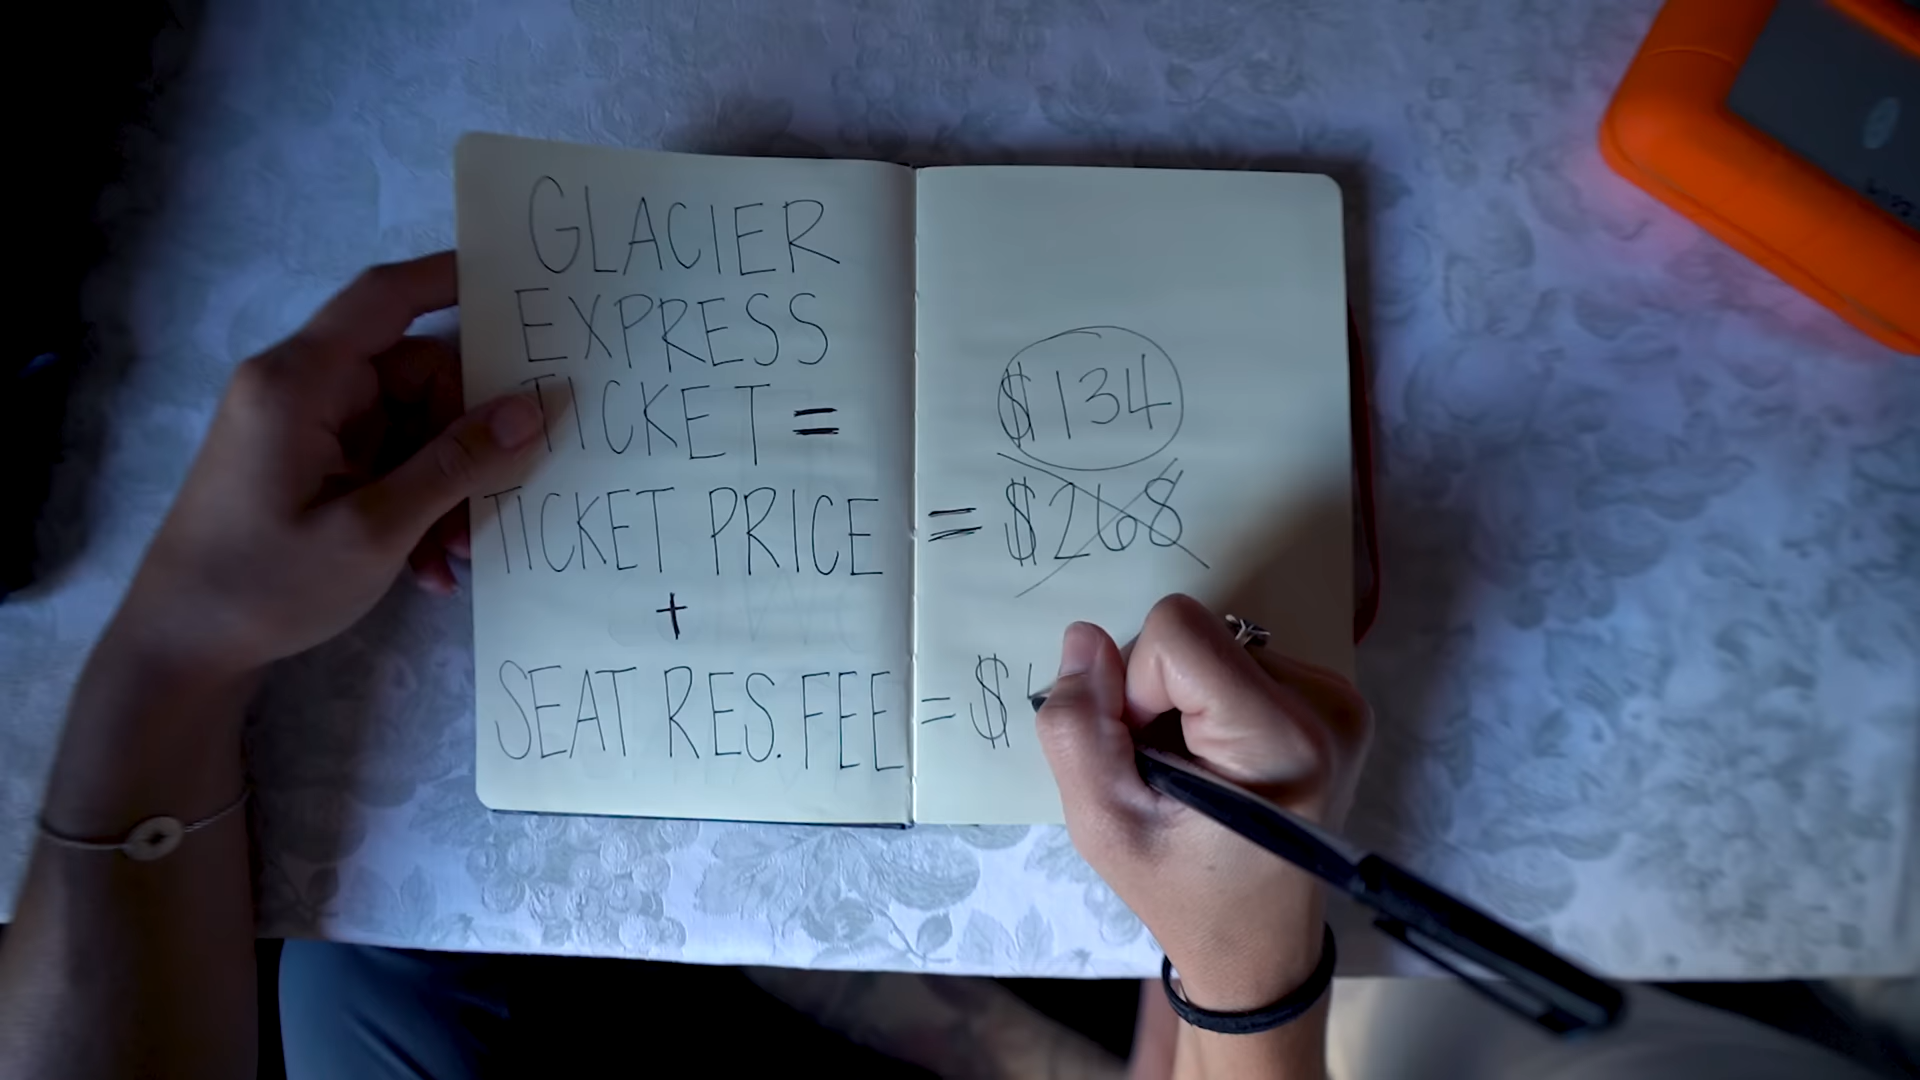 GLACIER
EXPRESS
TICKET =
$134
TICKET PRICE = $268
+
SEAT RES. FEE = $